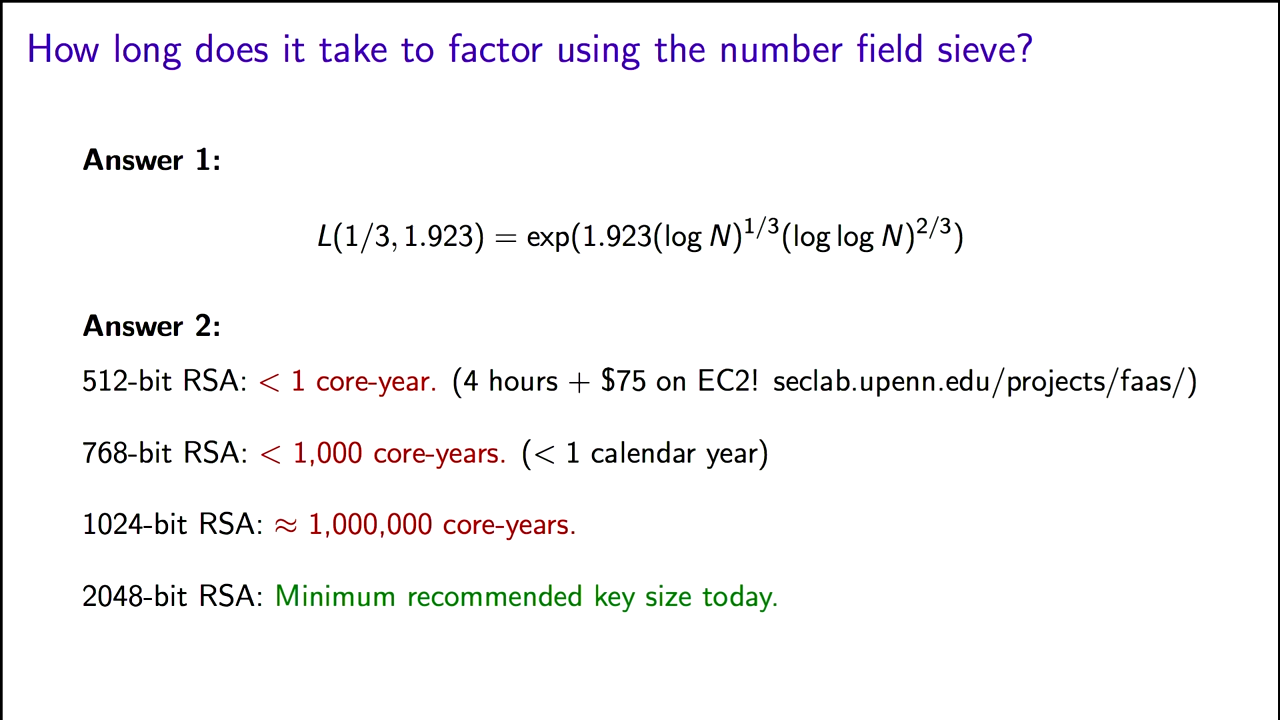 How long does it take to factor using the number field sieve?
Answer 1:
L(1/3, 1.923) = exp(1.923(log N)^{1/3}(log log N)^{2/3})
Answer 2:
512-bit RSA: < 1 core-year. (4 hours + $75 on EC2! seclab.upenn.edu/projects/faas/)
768-bit RSA: < 1,000 core-years. (< 1 calendar year)
1024-bit RSA: ≈ 1,000,000 core-years.
2048-bit RSA: Minimum recommended key size today.